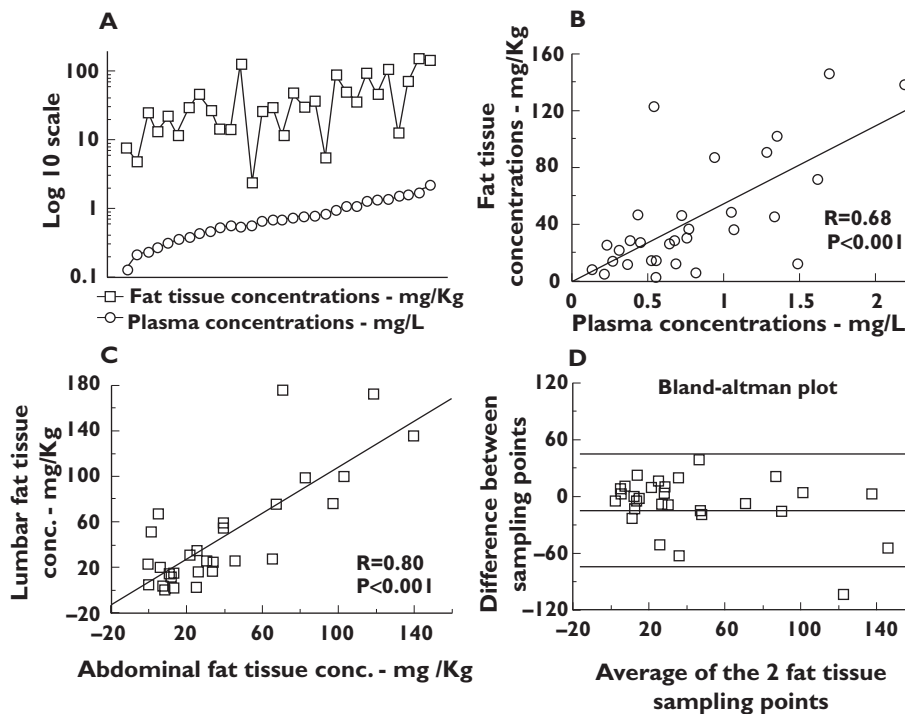 A
100
10
1
0.1
Log 10 scale
Fat tissue concentrations - mg/Kg
Plasma concentrations - mg/L
B
160
120
80
40
0
Fat tissue
concentrations - mg/Kg
R=0.68
P<0.001
0 0.5 1 1.5 2
Plasma concentrations - mg/L
C
180
140
100
60
20
−20
Lumbar fat tissue
conc. - mg/Kg
R=0.80
P<0.001
−20 20 60 100 140
Abdominal fat tissue conc. - mg /Kg
D
Bland-altman plot
120
60
0
−60
−120
Difference between
sampling points
−20 20 60 100 140
Average of the 2 fat tissue
sampling points